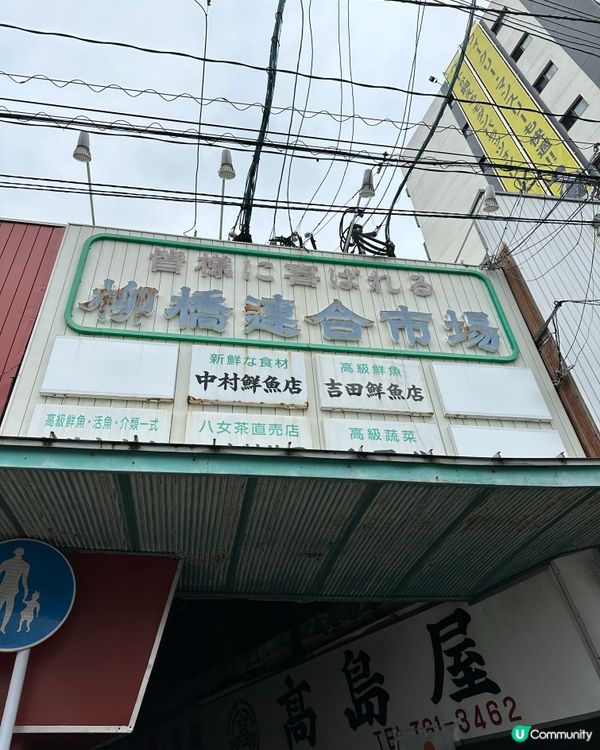 皆様に喜ばれる
柳橋連合市場
新鮮な食材
中村鮮魚店
高級鮮魚
吉田鮮魚店
高級鮮魚・活魚・介類一式
八女茶直売店
高級蔬菜
髙島屋
TEL 761-3462
U Community